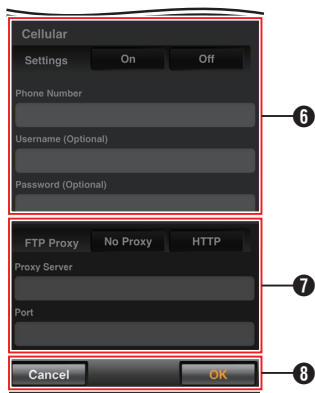 Cellular
Settings On Off
Phone Number
Username (Optional)
Password (Optional)
6
FTP Proxy No Proxy HTTP
Proxy Server
Port
7
Cancel OK
8